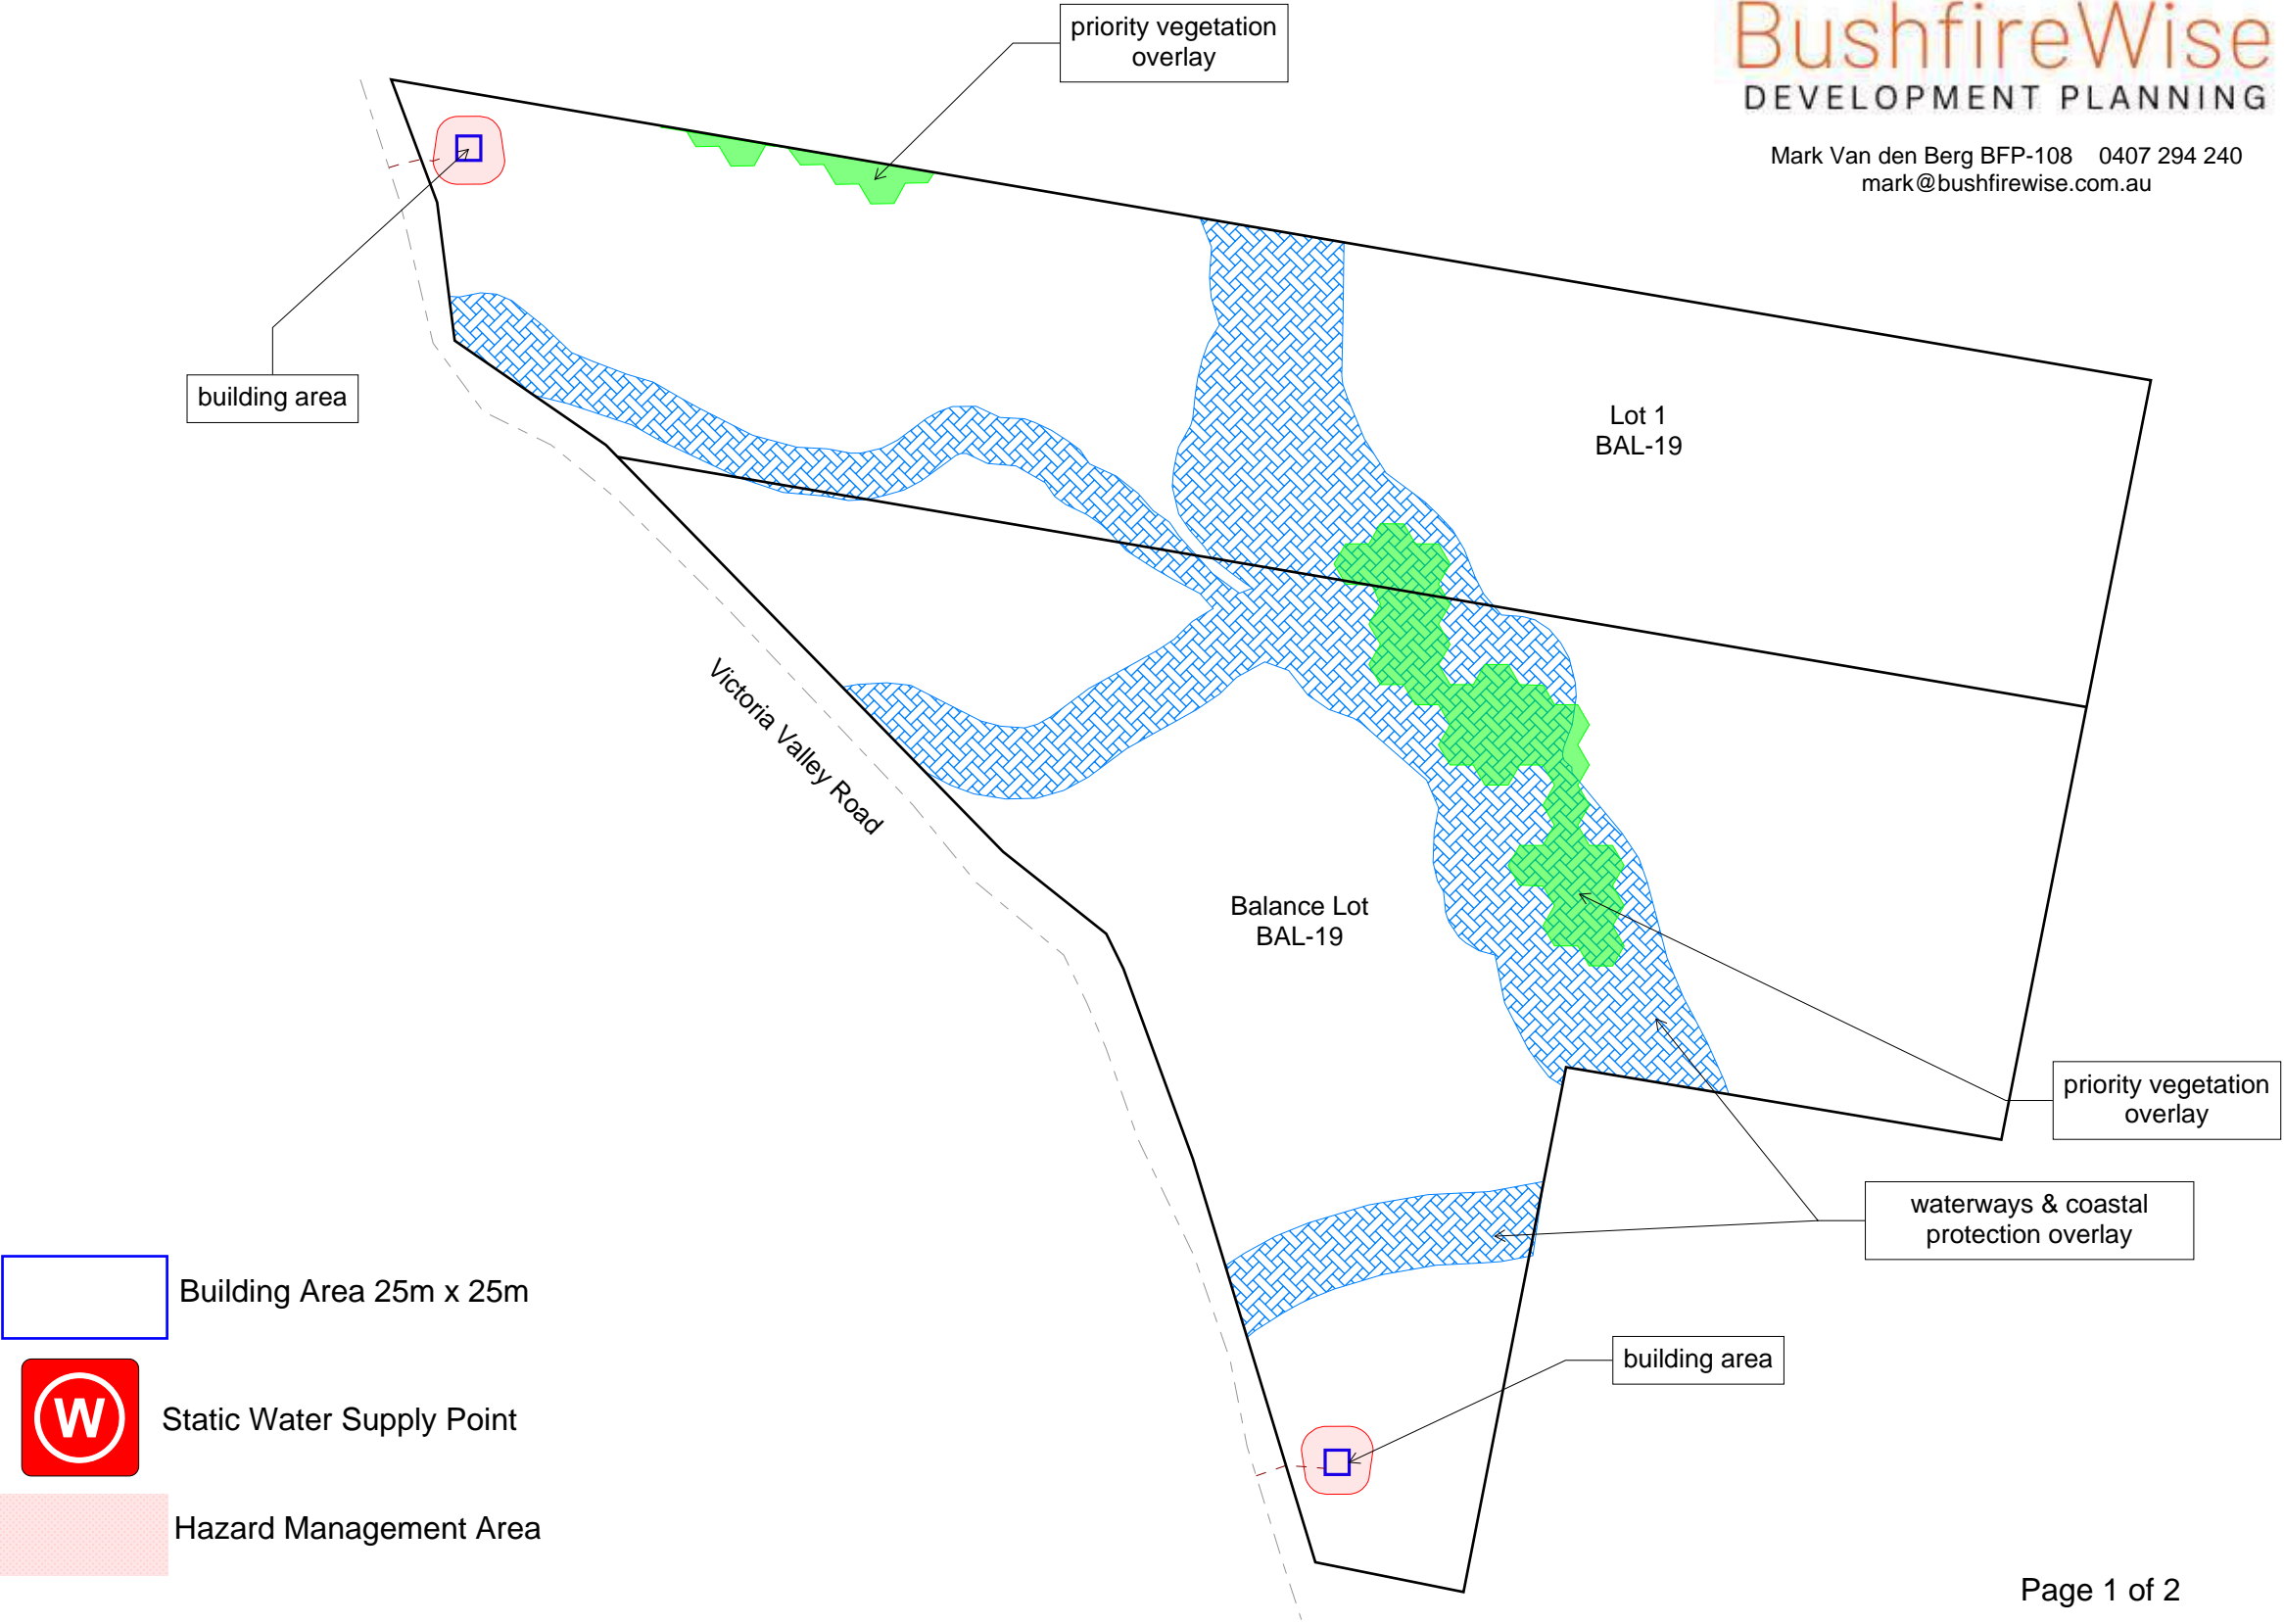 BushfireWise
DEVELOPMENT PLANNING
Mark Van den Berg BFP-108 0407 294 240
mark@bushfirewise.com.au
priority vegetation
overlay
building area
Lot 1
BAL-19
Victoria Valley Road
Balance Lot
BAL-19
priority vegetation
overlay
waterways & coastal
protection overlay
building area
Building Area 25m x 25m
W
Static Water Supply Point
Hazard Management Area
Page 1 of 2